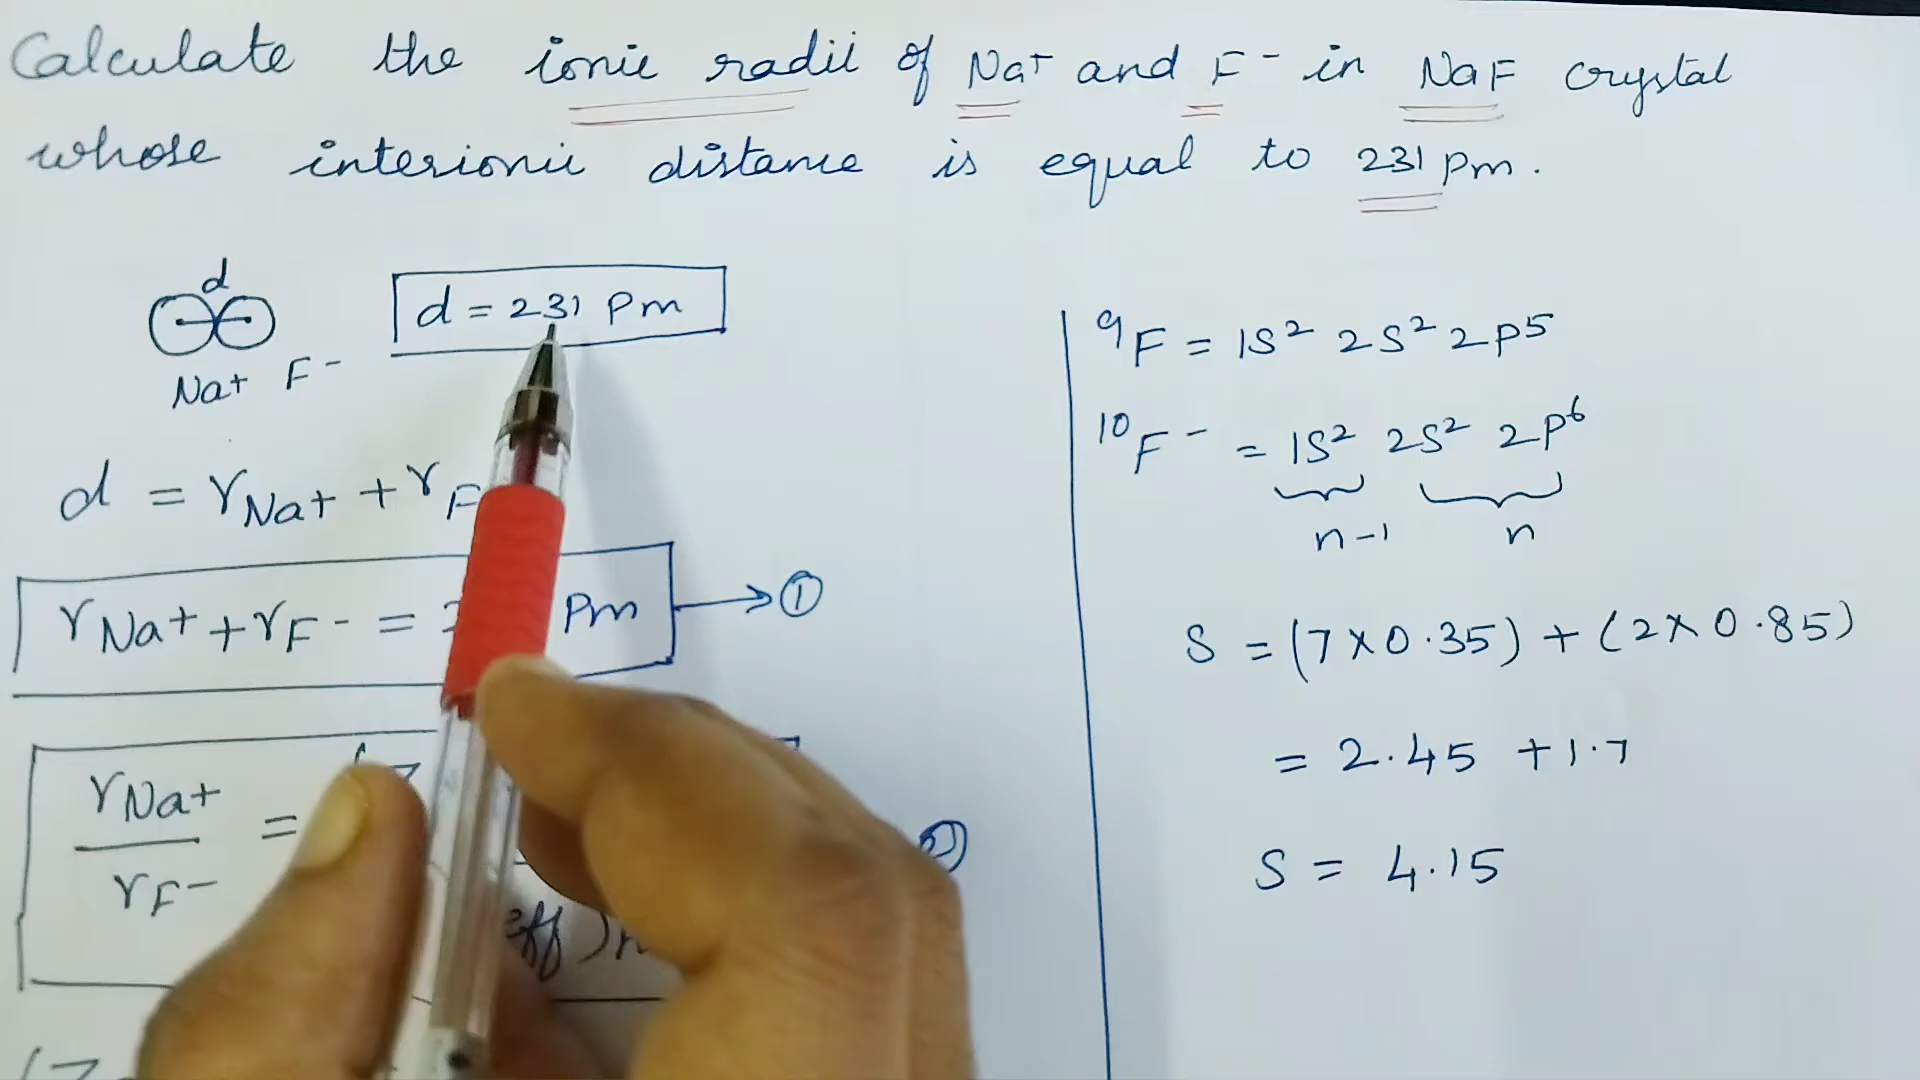 Calculate the ionic radii of Na+ and F- in NaF crystal
whose interionic distance is equal to 231 pm.
d
Na+ F-
d = 231 Pm
d = rNa+ + rF
rNa+ + rF- = Pm → ①
rNa+ / rF- =
eff)
9F = 1S² 2S² 2P⁵
10F- = 1S² 2S² 2P⁶
n-1 n
S = (7×0.35) + (2×0.85)
= 2.45 + 1.7
S = 4.15